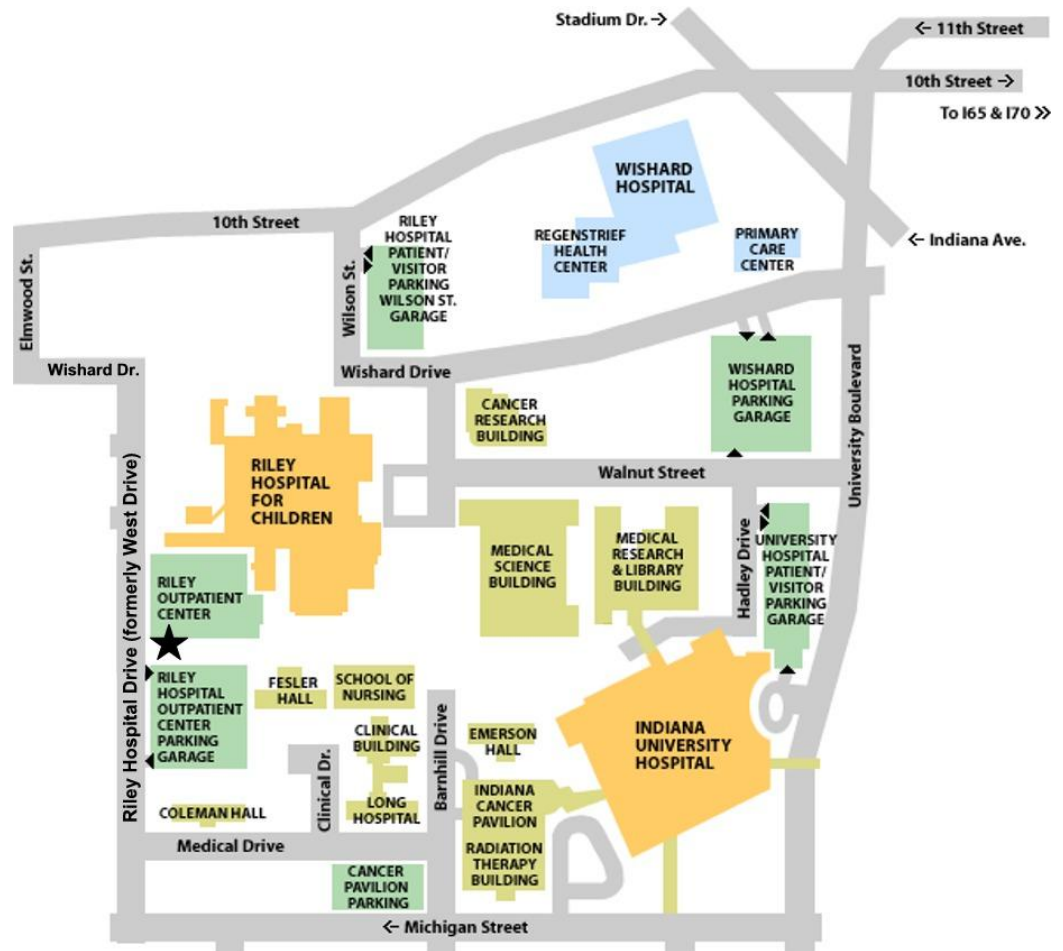 Stadium Dr. →
← 11th Street
10th Street →
To I65 & I70 »
WISHARD
HOSPITAL
10th Street
RILEY
HOSPITAL
PATIENT/
VISITOR
PARKING
WILSON ST.
GARAGE
REGENSTRIEF
HEALTH
CENTER
PRIMARY
CARE
CENTER
← Indiana Ave.
Elmwood St.
Wilson St.
Wishard Dr.
Wishard Drive
WISHARD
HOSPITAL
PARKING
GARAGE
University Boulevard
CANCER
RESEARCH
BUILDING
RILEY
HOSPITAL
FOR
CHILDREN
Walnut Street
Riley Hospital Drive (formerly West Drive)
MEDICAL
SCIENCE
BUILDING
MEDICAL
RESEARCH
& LIBRARY
BUILDING
Hadley Drive
UNIVERSITY
HOSPITAL
PATIENT/
VISITOR
PARKING
GARAGE
RILEY
OUTPATIENT
CENTER
RILEY
HOSPITAL
OUTPATIENT
CENTER
PARKING
GARAGE
FESLER
HALL
SCHOOL OF
NURSING
CLINICAL
BUILDING
Barnhill Drive
EMERSON
HALL
INDIANA
UNIVERSITY
HOSPITAL
Clinical Dr.
LONG
HOSPITAL
INDIANA
CANCER
PAVILION
COLEMAN HALL
Medical Drive
RADIATION
THERAPY
BUILDING
CANCER
PAVILION
PARKING
← Michigan Street